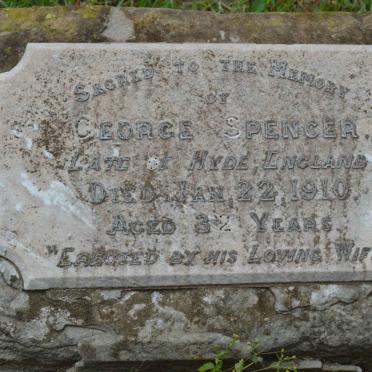 Sacred to the Memory
of
George Spencer
Late of Hyde, England
Died Jan. 22, 1910
Aged Years
"Erected by his Loving Wife